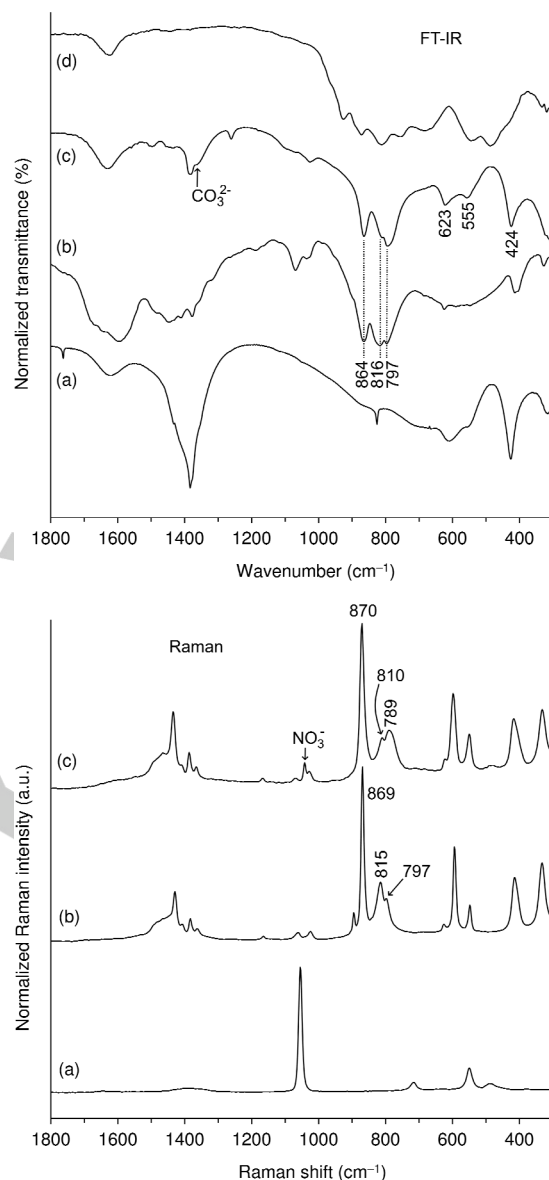 FT-IR
(d)
(c)
CO₃²⁻
623
555
424
(b)
864
816
797
(a)
Normalized transmittance (%)
1800 1600 1400 1200 1000 800 600 400
Wavenumber (cm⁻¹)
Raman
870
810
789
NO₃⁻
(c)
869
815
797
(b)
(a)
Normalized Raman intensity (a.u.)
1800 1600 1400 1200 1000 800 600 400
Raman shift (cm⁻¹)